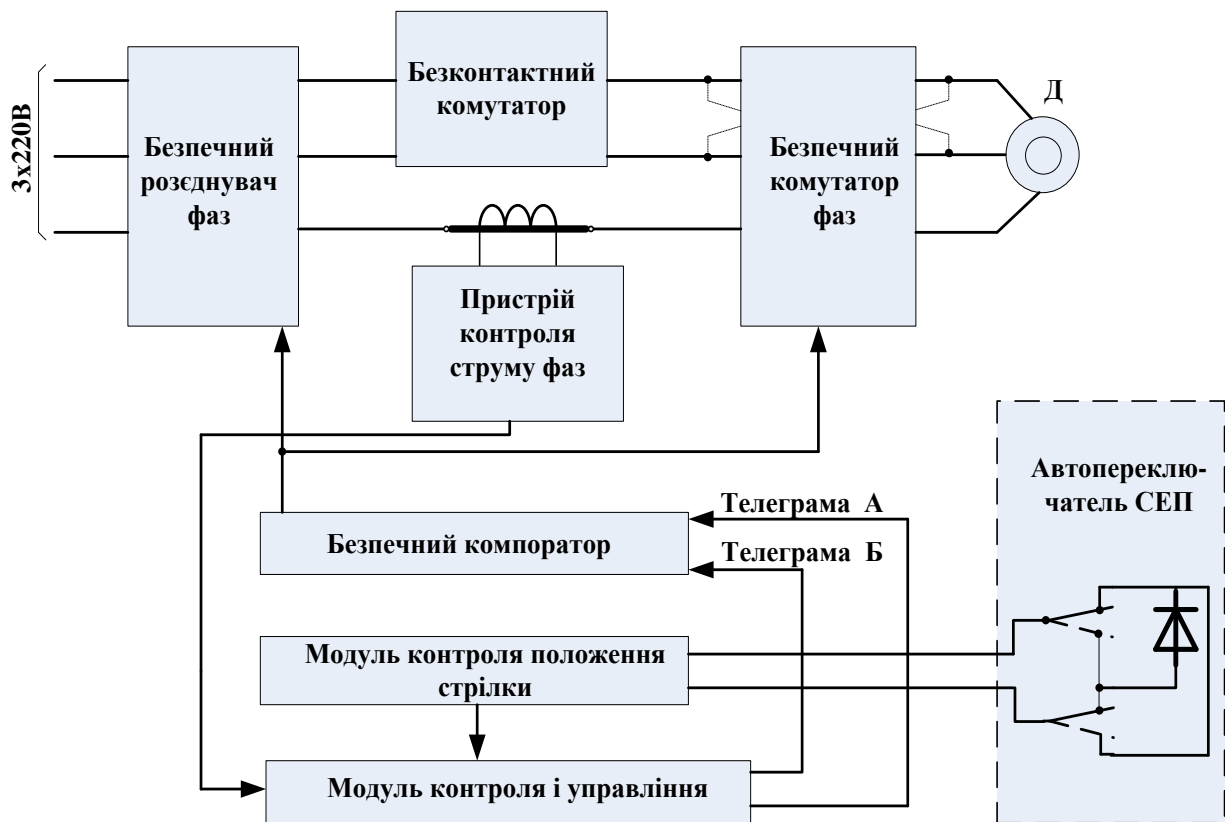 3х220В
Безпечний
розєднувач
фаз
Безконтактний
комутатор
Безпечний
комутатор
фаз
Д
Пристрій
контроля
струму фаз
Автопереклю-
чатель СЕП
Телеграма А
Безпечний компоратор
Телеграма Б
Модуль контроля положення
стрілки
Модуль контроля і управління